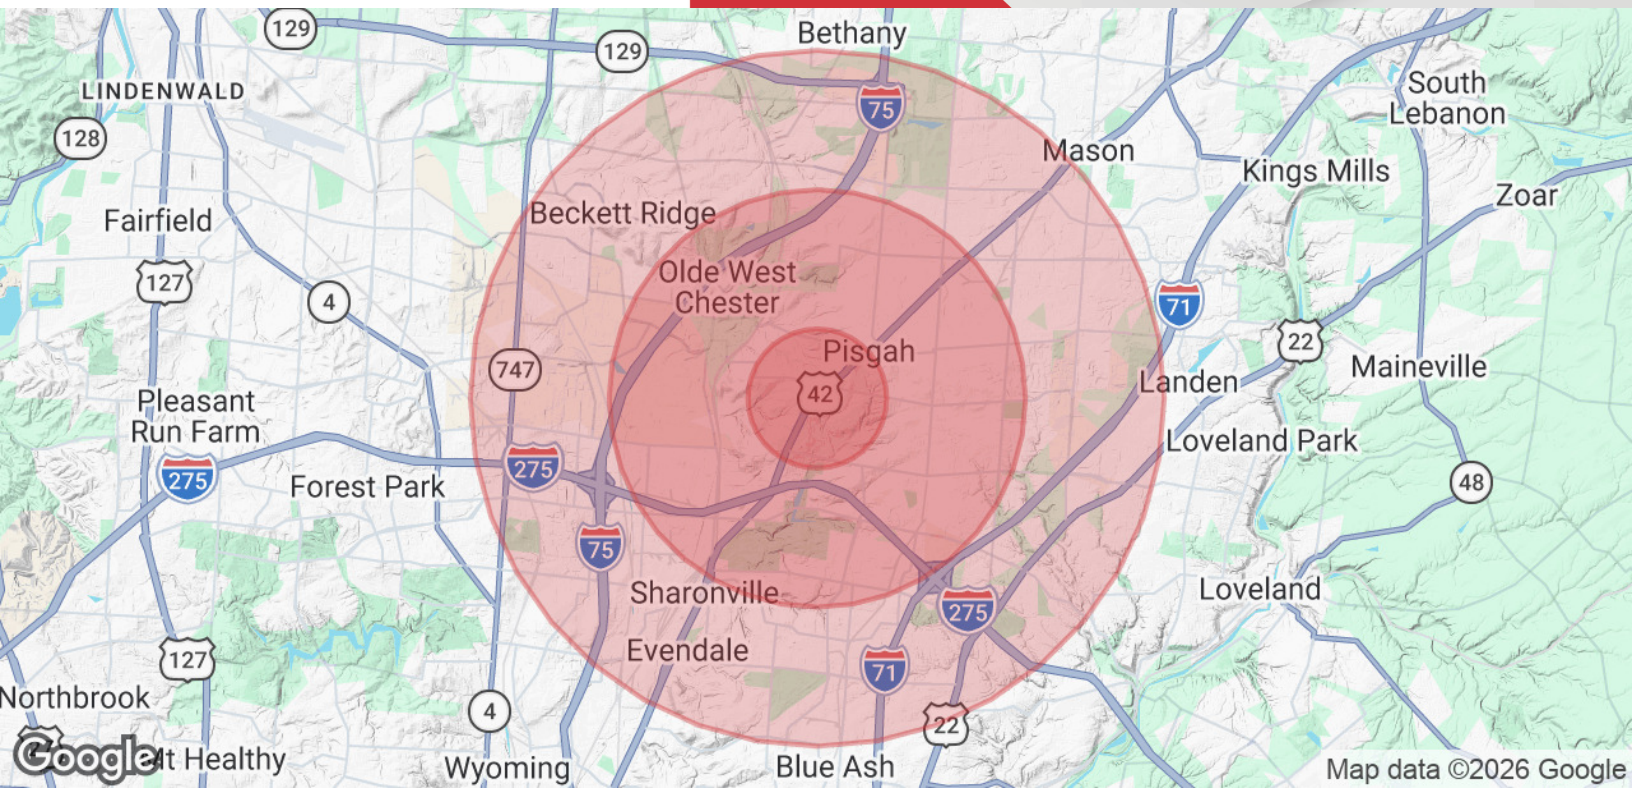 129
Bethany
129
75
LINDENWALD
South
Lebanon
128
Mason
Kings Mills
Zoar
Fairfield
Beckett Ridge
127
Olde West
Chester
4
71
22
Pisgah
747
42
Landen
Maineville
Pleasant
Run Farm
Loveland Park
275
275
Forest Park
48
75
Sharonville
Loveland
275
Evendale
127
71
Northbrook
4
22
Google
Mt Healthy
Wyoming
Blue Ash
Map data ©2026 Google